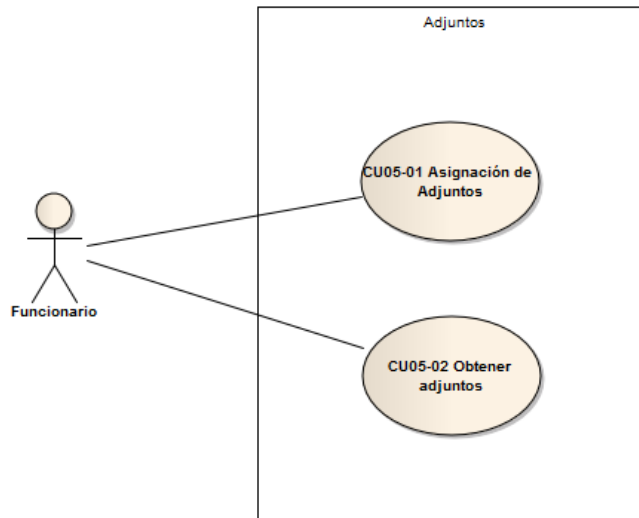 Adjuntos
CU05-01 Asignación de
Adjuntos
Funcionario
CU05-02 Obtener
adjuntos